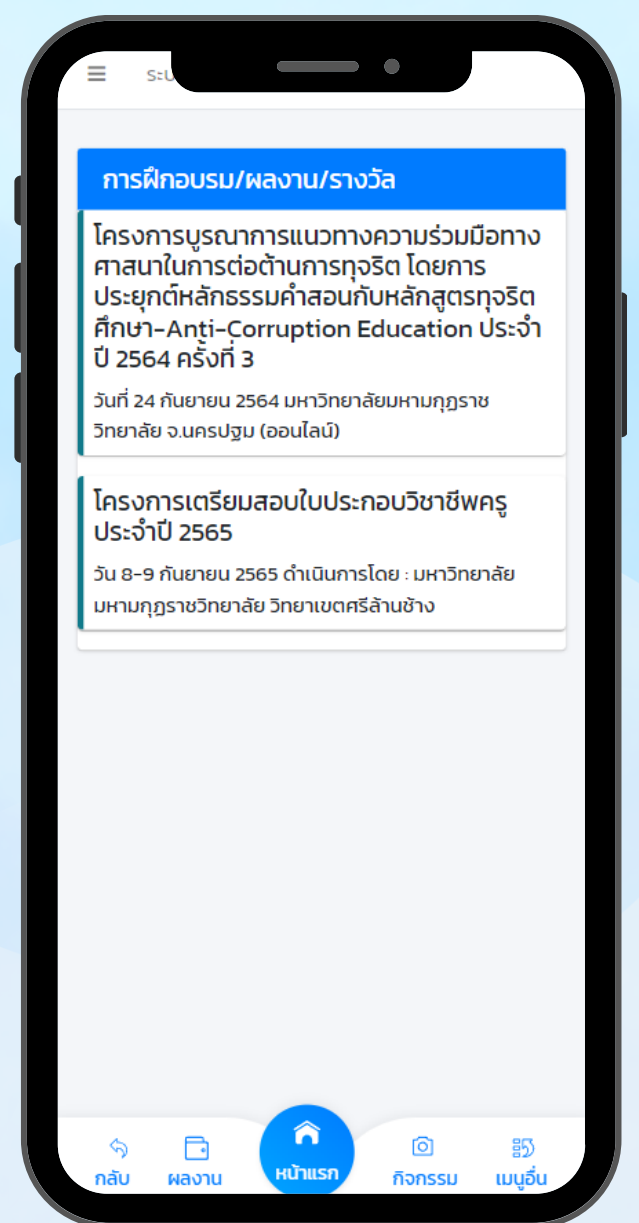 การฝึกอบรม/ผลงาน/รางวัล
โครงการบูรณาการแนวทางความร่วมมือทาง
ศาสนาในการต่อต้านการทุจริต โดยการ
ประยุกต์หลักธรรมคำสอนกับหลักสูตรทุจริต
ศึกษา-Anti-Corruption Education ประจำ
ปี 2564 ครั้งที่ 3
วันที่ 24 กันยายน 2564 มหาวิทยาลัยมหามกุฏราช
วิทยาลัย จ.นครปฐม (ออนไลน์)
โครงการเตรียมสอบใบประกอบวิชาชีพครู
ประจำปี 2565
วัน 8-9 กันยายน 2565 ดำเนินการโดย : มหาวิทยาลัย
มหามกุฏราชวิทยาลัย วิทยาเขตศรีล้านช้าง
กลับ ผลงาน หน้าแรก กิจกรรม เมนูอื่น